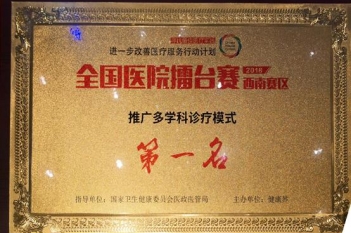 进一步改善医疗服务行动计划
全国医院擂台赛 2018 西南赛区
推广多学科诊疗模式
第一名
指导单位：国家卫生健康委员会医政医管局 主办单位：健康界